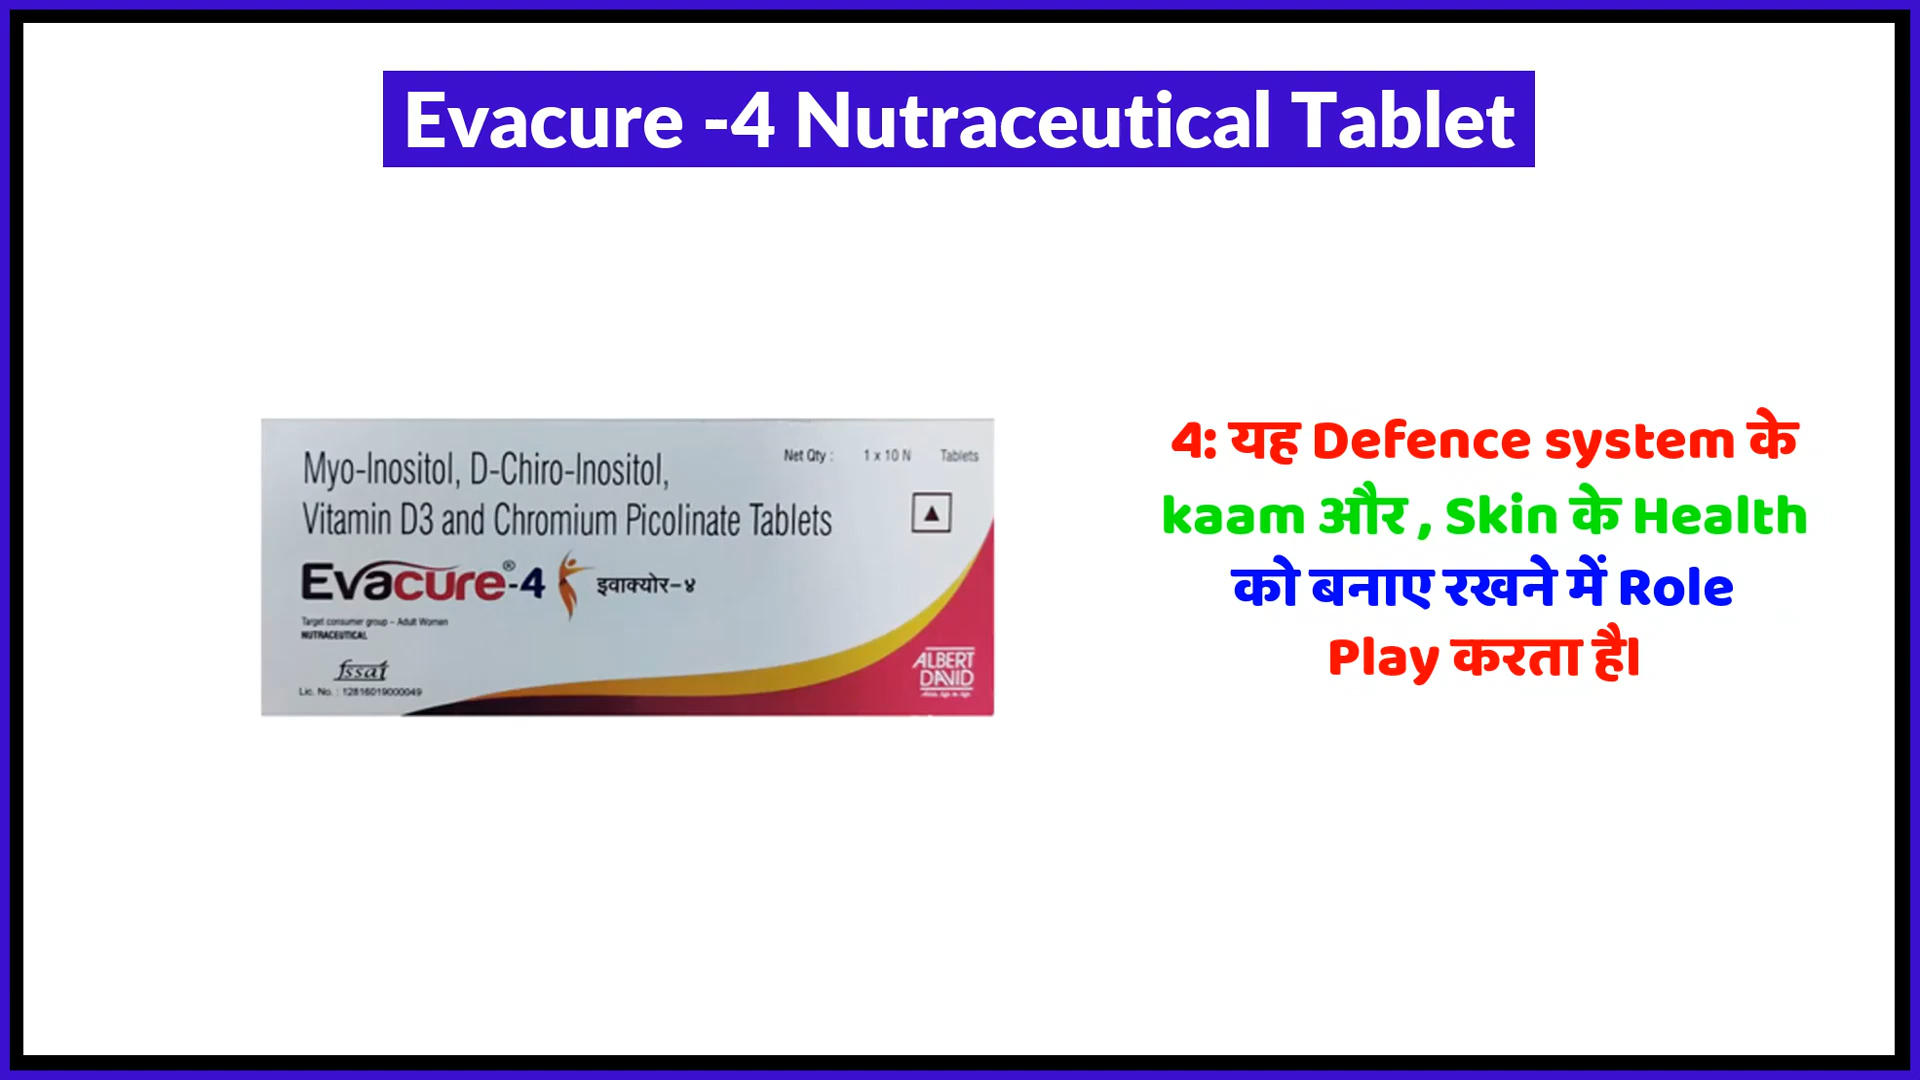 Evacure -4 Nutraceutical Tablet
Myo-Inositol, D-Chiro-Inositol,
Vitamin D3 and Chromium Picolinate Tablets
Net Qty : 1 x 10 N Tablets
Evacure®-4 इवाक्योर-४
Target consumer group - Adult Women
NUTRACEUTICAL
fssai
Lic. No. : 12816019000049
ALBERT
DAVID
4: यह Defence system के
kaam और , Skin के Health
को बनाए रखने में Role
Play करता है।